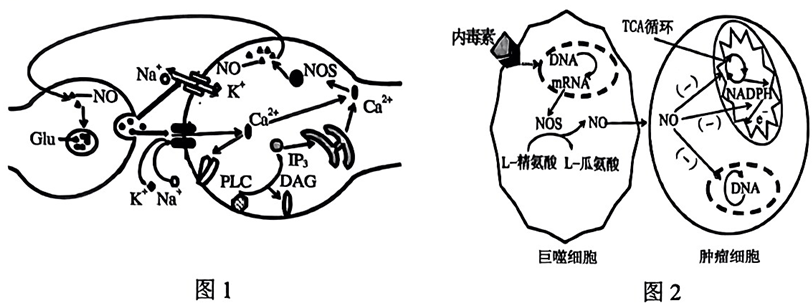 Na⁺
NO
NOS
NO
K⁺
Ca²⁺
Ca²⁺
Glu
IP₃
PLC
DAG
K⁺
Na⁺
图1
内毒素
DNA
mRNA
NOS
NO
L-精氨酸
L-瓜氨酸
巨噬细胞
TCA循环
(-)
NADPH
NO
(-)
e
(-)
DNA
肿瘤细胞
图2